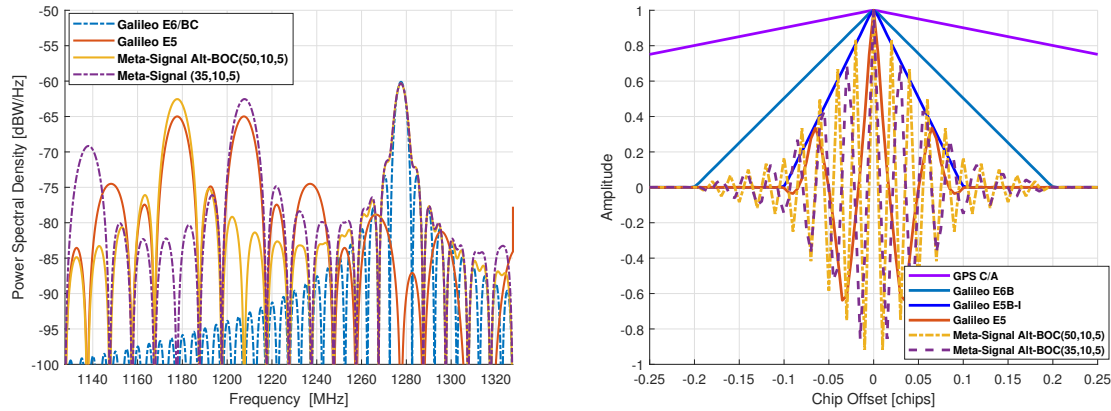 -50
-55
-60
-65
-70
-75
-80
-85
-90
-95
-100
Power Spectral Density [dBW/Hz]
Galileo E6/BC
Galileo E5
Meta-Signal Alt-BOC(50,10,5)
Meta-Signal (35,10,5)
1140 1160 1180 1200 1220 1240 1260 1280 1300 1320
Frequency [MHz]
1
0.8
0.6
0.4
0.2
0
-0.2
-0.4
-0.6
-0.8
-1
Amplitude
GPS C/A
Galileo E6B
Galileo E5B-I
Galileo E5
Meta-Signal Alt-BOC(50,10,5)
Meta-Signal Alt-BOC(35,10,5)
-0.25 -0.2 -0.15 -0.1 -0.05 0 0.05 0.1 0.15 0.2 0.25
Chip Offset [chips]